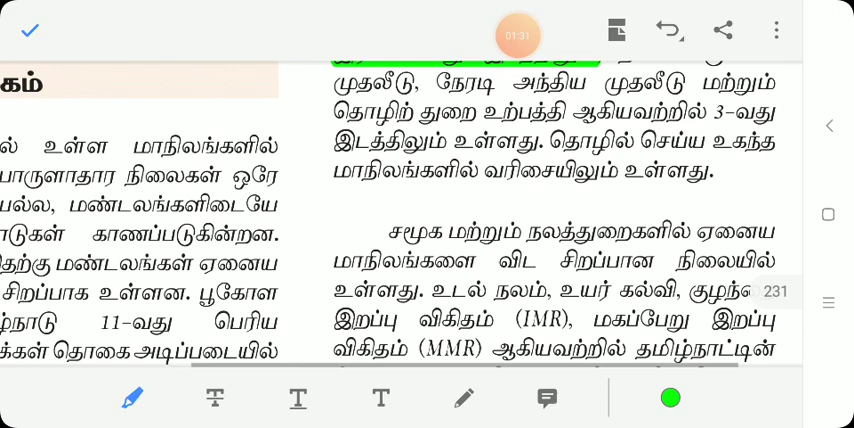 01:31
கம்
ல் உள்ள மாநிலங்களில்
பாருளாதார நிலைகள் ஒரே
யல்ல, மண்டலங்களிடையே
ாடுகள் காணப்படுகின்றன.
தற்கு மண்டலங்கள் ஏனைய
சிறப்பாக உள்ளன. பூகோள
ழ்நாடு 11-வது பெரிய
க்கள் தொகை அடிப்படையில்
முதலீடு, நேரடி அந்திய முதலீடு மற்றும்
தொழிற் துறை உற்பத்தி ஆகியவற்றில் 3-வது
இடத்திலும் உள்ளது. தொழில் செய்ய உகந்த
மாநிலங்களில் வரிசையிலும் உள்ளது.
சமூக மற்றும் நலத்துறைகளில் ஏனைய
மாநிலங்களை விட சிறப்பான நிலையில்
உள்ளது. உடல் நலம், உயர் கல்வி,
இறப்பு விகிதம் (IMR), மகப்பேறு இறப்பு
விகிதம் (MMR) ஆகியவற்றில் தமிழ்நாட்டின்
231